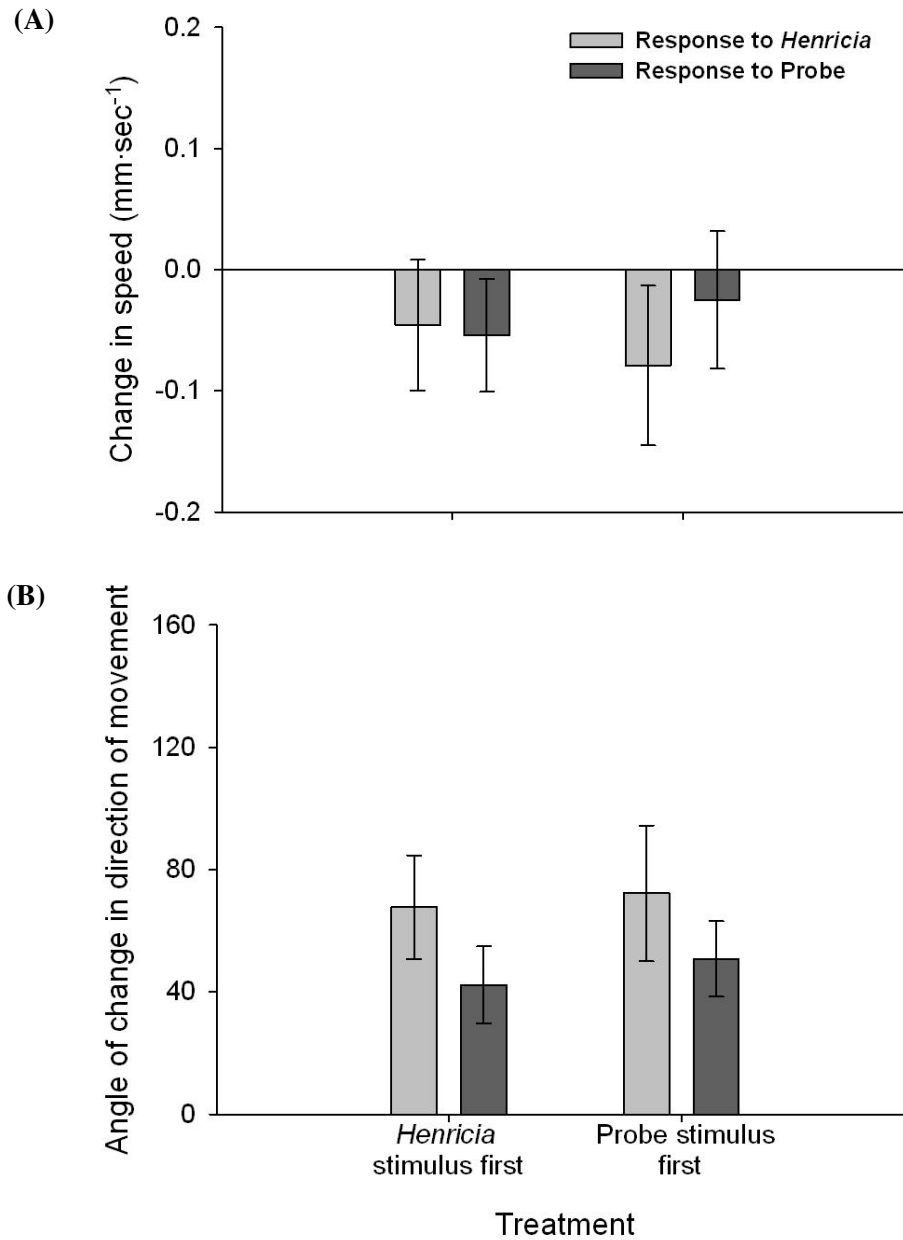 (A)
Change in speed (mm·sec-1)
0.2
0.1
0.0
-0.1
-0.2
Response to Henricia
Response to Probe
(B)
Angle of change in direction of movement
160
120
80
40
0
Henricia
stimulus first
Probe stimulus
first
Treatment